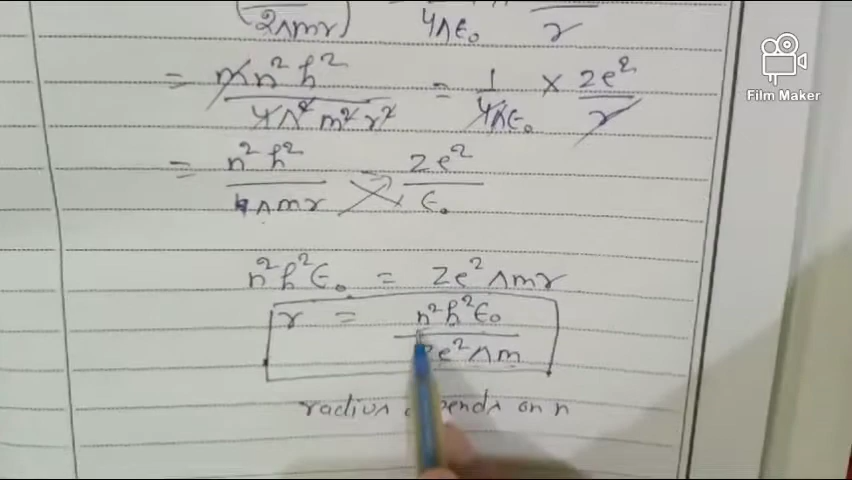 2πmr 4πϵ₀ r
= mn²h² / 4π²m²r² = 1 / 4πϵ₀ × Ze² / r
Film Maker
= n²h² / 4πmr Ze² / ϵ₀
n²h²ϵ₀ = Ze²πmr
r = n²h²ϵ₀ / Ze²πm
radius depends on n